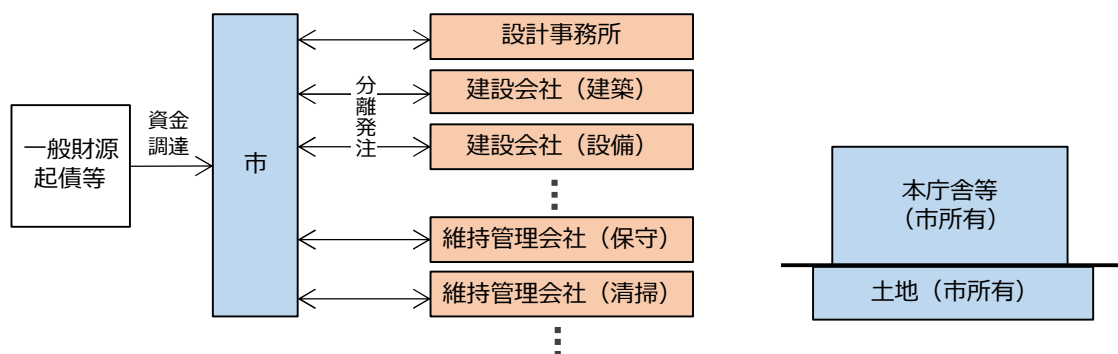 一般財源
起債等
資金
調達
市
分離発注
設計事務所
建設会社（建築）
建設会社（設備）
維持管理会社（保守）
維持管理会社（清掃）
本庁舎等
（市所有）
土地（市所有）